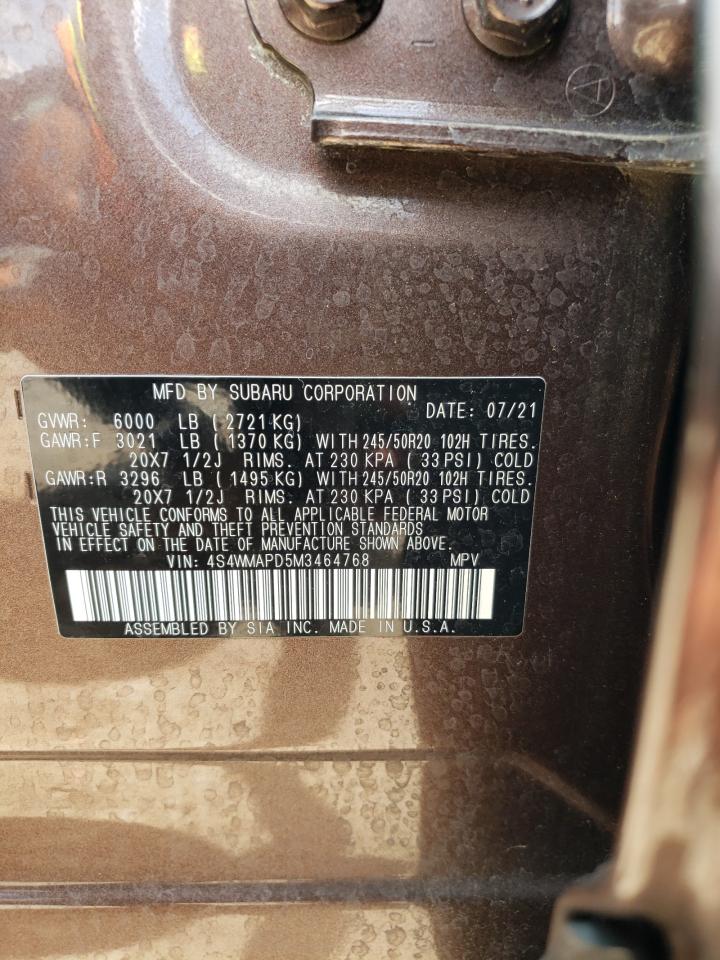 MFD BY SUBARU CORPORATION
DATE: 07/21
GVWR: 6000 LB ( 2721 KG)
GAWR:F 3021 LB ( 1370 KG) WITH 245/50R20 102H TIRES.
20X7 1/2J RIMS. AT 230 KPA ( 33 PSI) COLD
GAWR:R 3296 LB ( 1495 KG) WITH 245/50R20 102H TIRES.
20X7 1/2J RIMS. AT 230 KPA ( 33 PSI) COLD
THIS VEHICLE CONFORMS TO ALL APPLICABLE FEDERAL MOTOR
VEHICLE SAFETY AND THEFT PREVENTION STANDARDS
IN EFFECT ON THE DATE OF MANUFACTURE SHOWN ABOVE.
VIN: 4S4WMAPD5M3464768 MPV
ASSEMBLED BY SIA INC. MADE IN U.S.A.